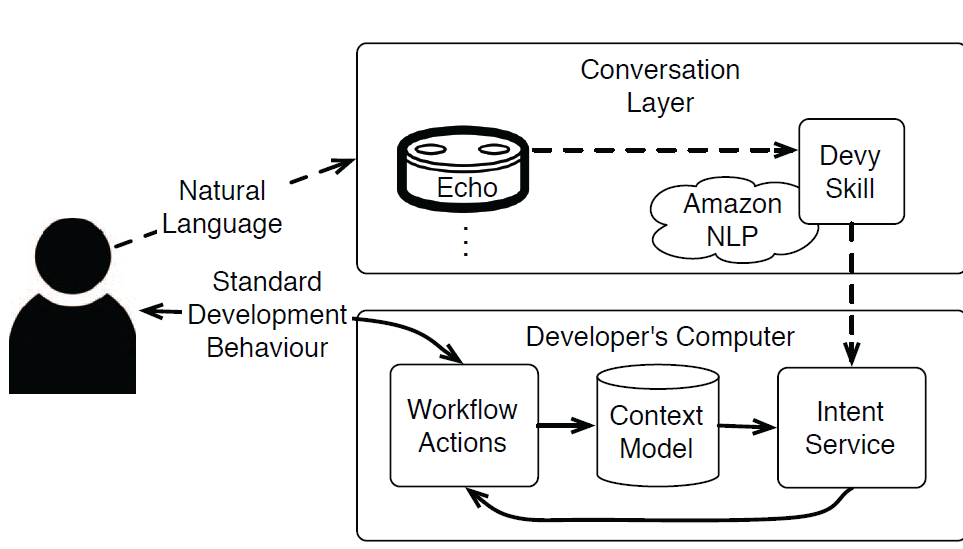 Conversation
Layer
Echo
Devy
Skill
Amazon
NLP
Natural
Language
Standard
Development
Behaviour
Developer's Computer
Workflow
Actions
Context
Model
Intent
Service